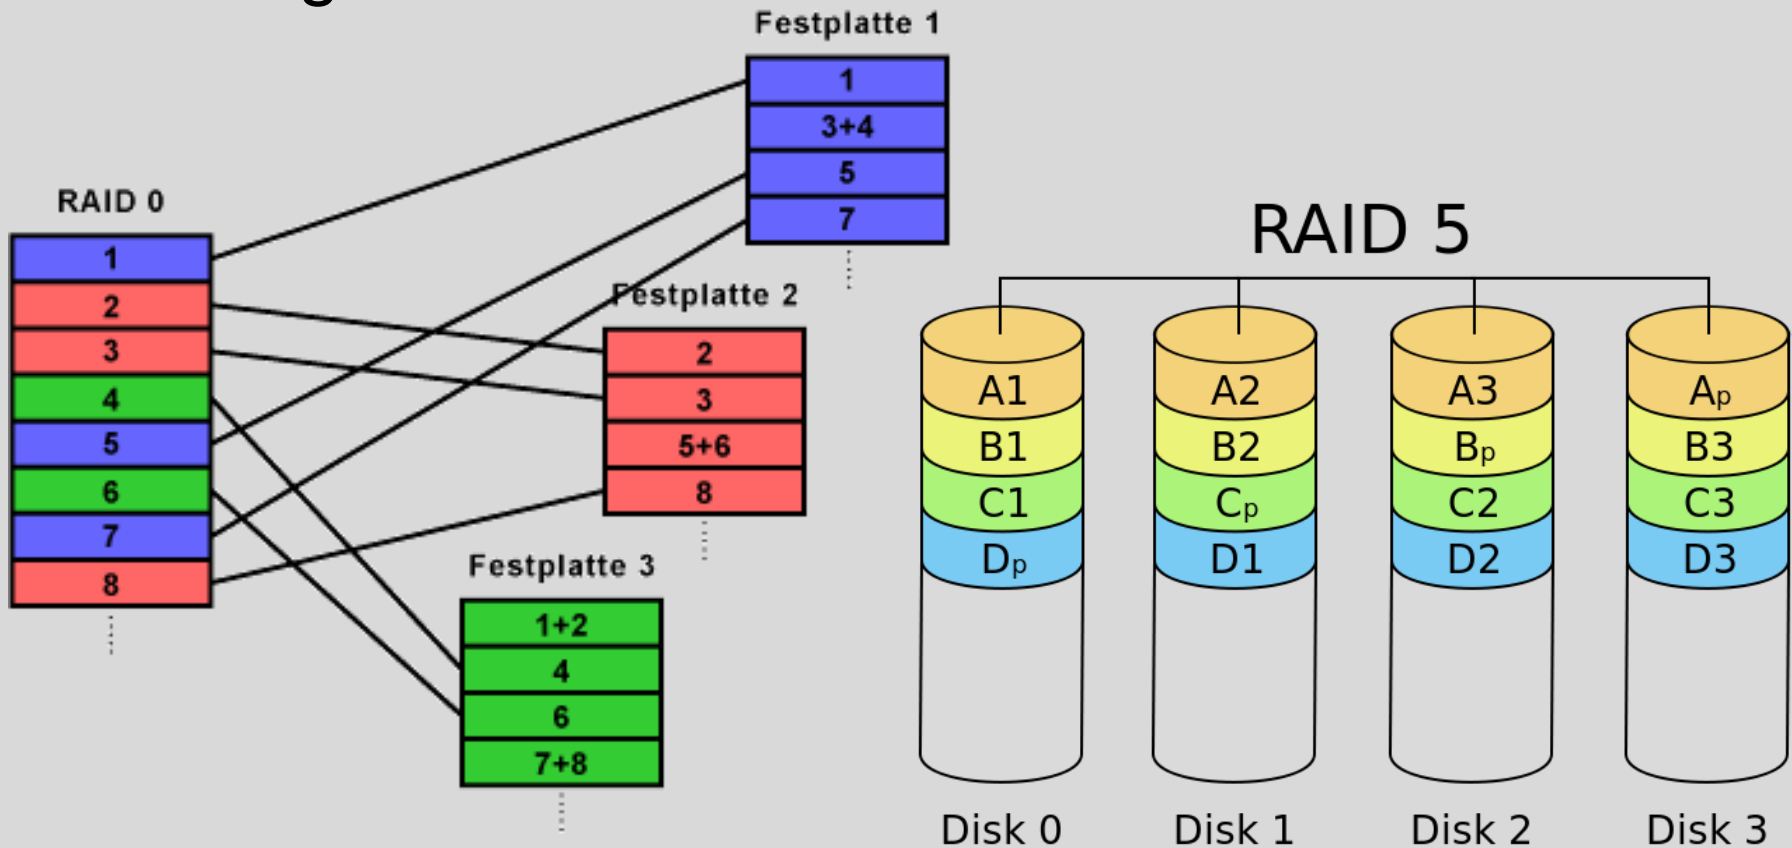 g
Festplatte 1
1
3+4
5
7
RAID 0
1
2
3
4
5
6
7
8
Festplatte 2
2
3
5+6
8
Festplatte 3
1+2
4
6
7+8
RAID 5
A1 A2 A3 Ap
B1 B2 Bp B3
C1 Cp C2 C3
Dp D1 D2 D3
Disk 0 Disk 1 Disk 2 Disk 3